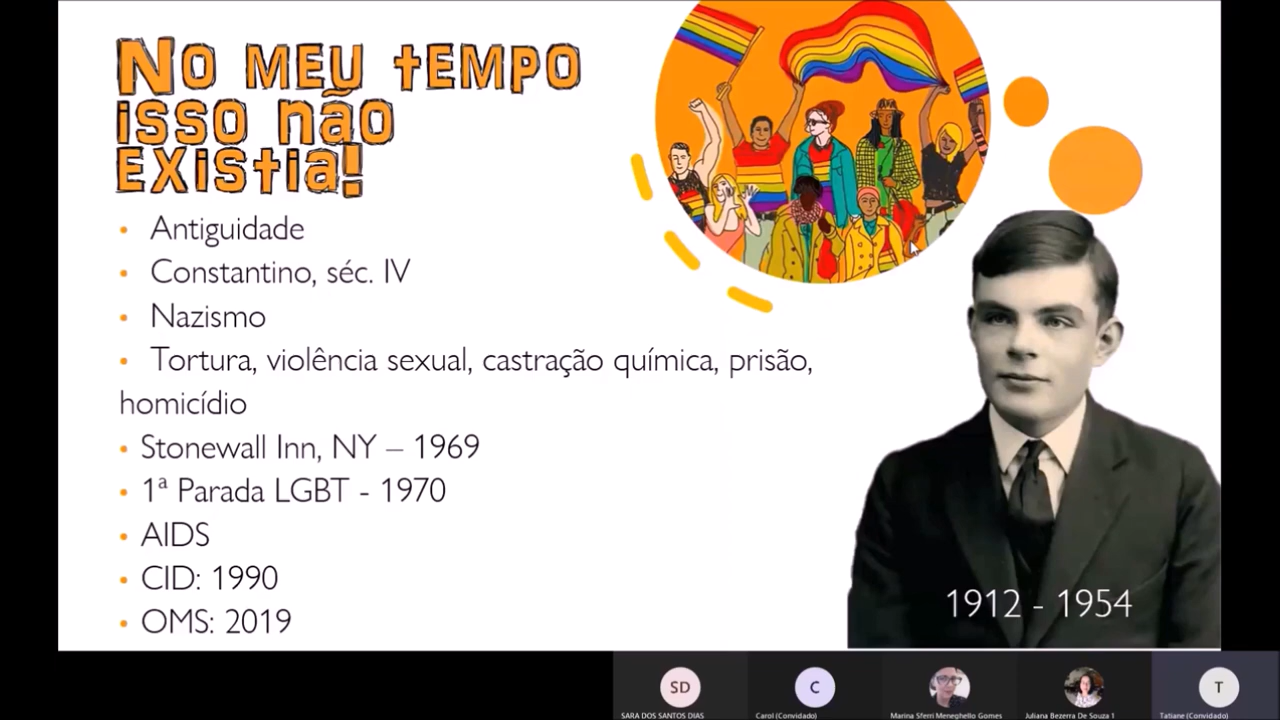 No meu tempo
isso não
existia!
• Antiguidade
• Constantino, séc. IV
• Nazismo
• Tortura, violência sexual, castração química, prisão,
homicídio
• Stonewall Inn, NY – 1969
• 1ª Parada LGBT - 1970
• AIDS
• CID: 1990
• OMS: 2019
1912 - 1954
SD
C
T
SARA DOS SANTOS DIAS
Carol (Convidado)
Marina Sferri Meneghello Gomes
Juliana Bezerra De Souza 1
Tatiane (Convidado)